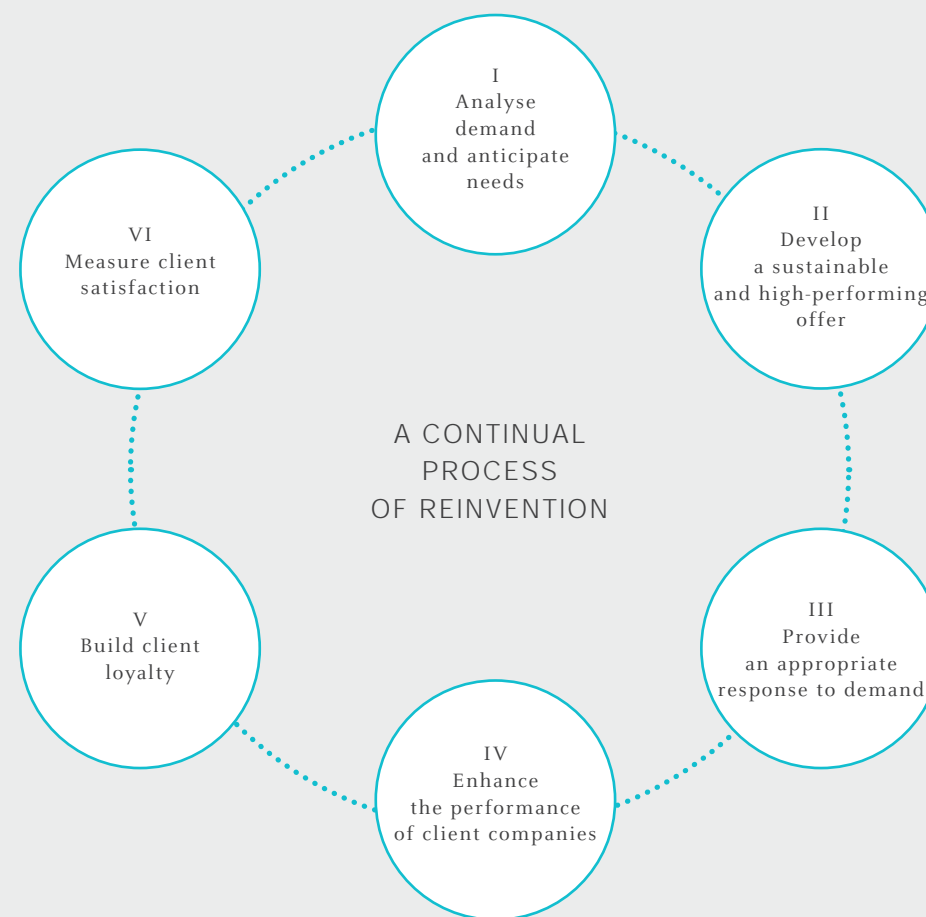 I
Analyse
demand
and anticipate
needs
II
Develop
a sustainable
and high-performing
offer
III
Provide
an appropriate
response to demand
IV
Enhance
the performance
of client companies
V
Build client
loyalty
VI
Measure client
satisfaction
A CONTINUAL
PROCESS
OF REINVENTION